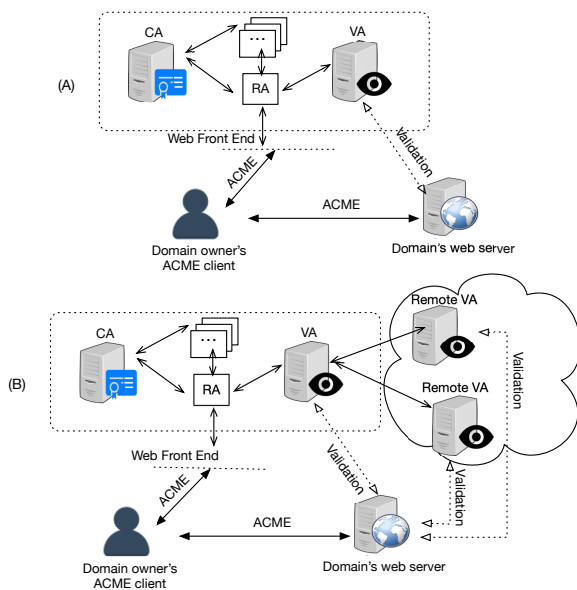 CA
...
VA
(A)
RA
Web Front End
Validation
ACME
ACME
Domain owner's
ACME client
Domain's web server
Remote VA
CA
...
VA
(B)
RA
Remote VA
Validation
Web Front End
Validation
Validation
ACME
ACME
Domain owner's
ACME client
Domain's web server